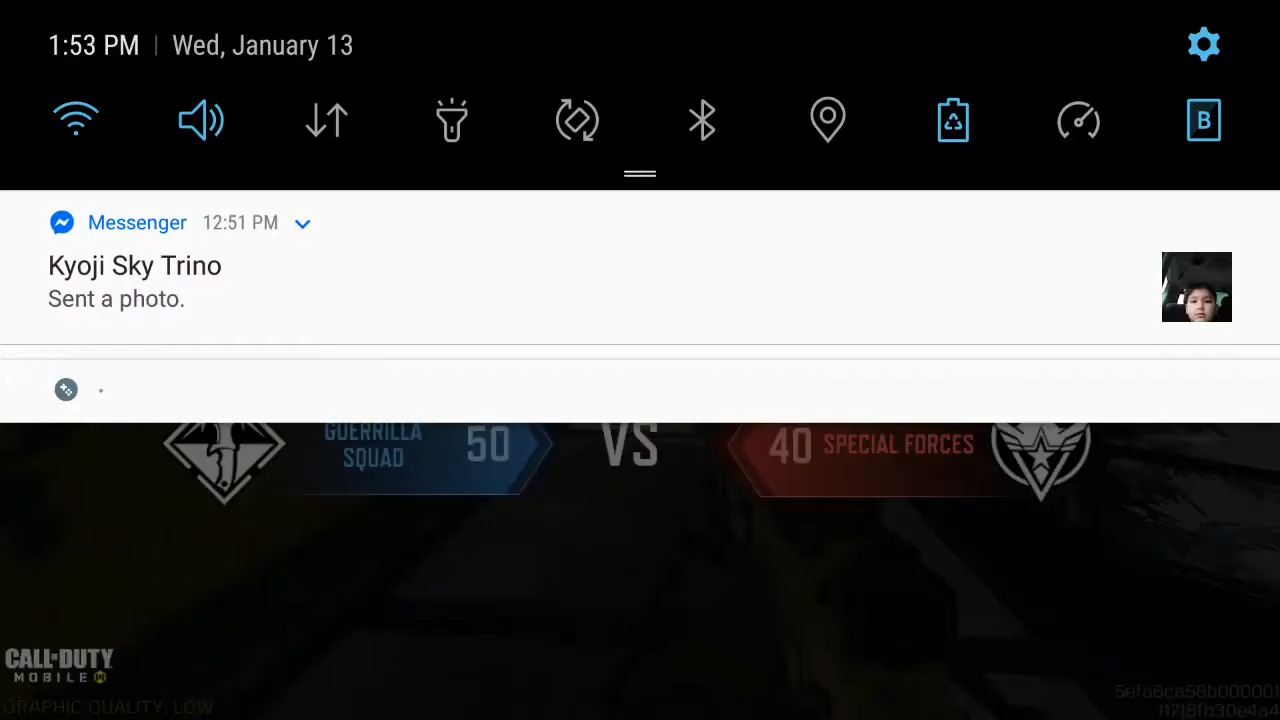 1:53 PM | Wed, January 13
B
Messenger 12:51 PM
Kyoji Sky Trino
Sent a photo.
GUERRILLA SQUAD 50 VS 40 SPECIAL FORCES
CALL OF DUTY
MOBILE
GRAPHIC QUALITY: LOW